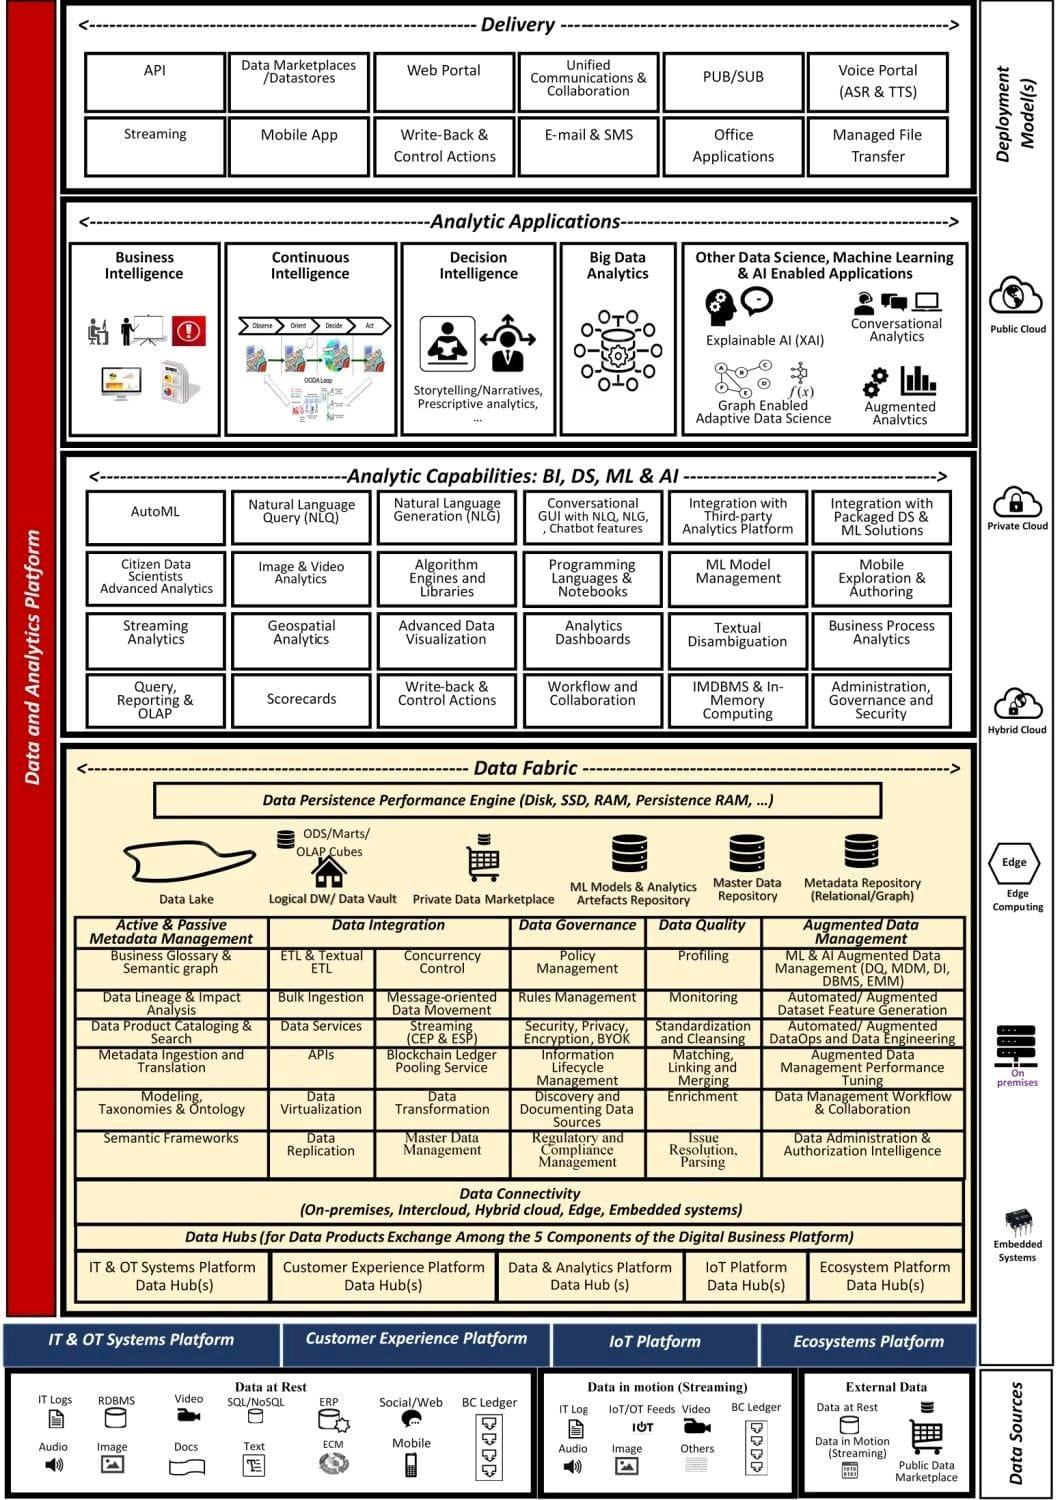 <-- Delivery -->
API
Data Marketplaces
/Datastores
Web Portal
Unified
Communications &
Collaboration
PUB/SUB
Voice Portal
(ASR & TTS)
Streaming
Mobile App
Write-Back &
Control Actions
E-mail & SMS
Office
Applications
Managed File
Transfer
<--Analytic Applications-->
Business
Intelligence
Continuous
Intelligence
Observe
Orient
Decide
Act
OODA Loop
Decision
Intelligence
Storytelling/Narratives,
Prescriptive analytics,
...
Big Data
Analytics
Other Data Science, Machine Learning
& AI Enabled Applications
Explainable AI (XAI)
Conversational
Analytics
A
B
C
D
E
F
f(x)
Graph Enabled
Adaptive Data Science
Augmented
Analytics
<--Analytic Capabilities: BI, DS, ML & AI -->
AutoML
Natural Language
Query (NLQ)
Natural Language
Generation (NLG)
Conversational
GUI with NLQ, NLG,
, Chatbot features
Integration with
Third-party
Analytics Platform
Integration with
Packaged DS &
ML Solutions
Citizen Data
Scientists
Advanced Analytics
Image & Video
Analytics
Algorithm
Engines and
Libraries
Programming
Languages &
Notebooks
ML Model
Management
Mobile
Exploration &
Authoring
Streaming
Analytics
Geospatial
Analytics
Advanced Data
Visualization
Analytics
Dashboards
Textual
Disambiguation
Business Process
Analytics
Query,
Reporting &
OLAP
Scorecards
Write-back &
Control Actions
Workflow and
Collaboration
IMDBMS & In-
Memory
Computing
Administration,
Governance and
Security
<-- Data Fabric -->
Data Persistence Performance Engine (Disk, SSD, RAM, Persistence RAM, ...)
Data Lake
ODS/Marts/
OLAP Cubes
Logical DW/ Data Vault
Private Data Marketplace
ML Models & Analytics
Artefacts Repository
Master Data
Repository
Metadata Repository
(Relational/Graph)
Active & Passive
Metadata Management
Data Integration
Data Governance
Data Quality
Augmented Data
Management
Business Glossary &
Semantic graph
ETL & Textual
ETL
Concurrency
Control
Policy
Management
Profiling
ML & AI Augmented Data
Management (DQ, MDM, DI,
DBMS, EMM)
Data Lineage & Impact
Analysis
Bulk Ingestion
Message-oriented
Data Movement
Rules Management
Monitoring
Automated/ Augmented
Dataset Feature Generation
Data Product Cataloging &
Search
Data Services
Streaming
(CEP & ESP)
Security, Privacy,
Encryption, BYOK
Standardization
and Cleansing
Automated/ Augmented
DataOps and Data Engineering
Metadata Ingestion and
Translation
APIs
Blockchain Ledger
Pooling Service
Information
Lifecycle
Management
Matching,
Linking and
Merging
Augmented Data
Management Performance
Tuning
Modeling,
Taxonomies & Ontology
Data
Virtualization
Data
Transformation
Discovery and
Documenting Data
Sources
Enrichment
Data Management Workflow
& Collaboration
Semantic Frameworks
Data
Replication
Master Data
Management
Regulatory and
Compliance
Management
Issue
Resolution,
Parsing
Data Administration &
Authorization Intelligence
Data Connectivity
(On-premises, Intercloud, Hybrid cloud, Edge, Embedded systems)
Data Hubs (for Data Products Exchange Among the 5 Components of the Digital Business Platform)
IT & OT Systems Platform
Data Hub(s)
Customer Experience Platform
Data Hub(s)
Data & Analytics Platform
Data Hub (s)
IoT Platform
Data Hub(s)
Ecosystem Platform
Data Hub(s)
Data and Analytics Platform
Deployment
Model(s)
Public Cloud
Private Cloud
Hybrid Cloud
Edge
Edge
Computing
On
premises
Embedded
Systems
IT & OT Systems Platform
Customer Experience Platform
IoT Platform
Ecosystems Platform
Data at Rest
IT Logs
RDBMS
Video
SQL/NoSQL
ERP
Social/Web
BC Ledger
Audio
Image
Docs
Text
ECM
Mobile
Data in motion (Streaming)
IT Log
IoT/OT Feeds
Video
BC Ledger
Audio
Image
Others
External Data
Data at Rest
Data in Motion
(Streaming)
Public Data
Marketplace
Data Sources